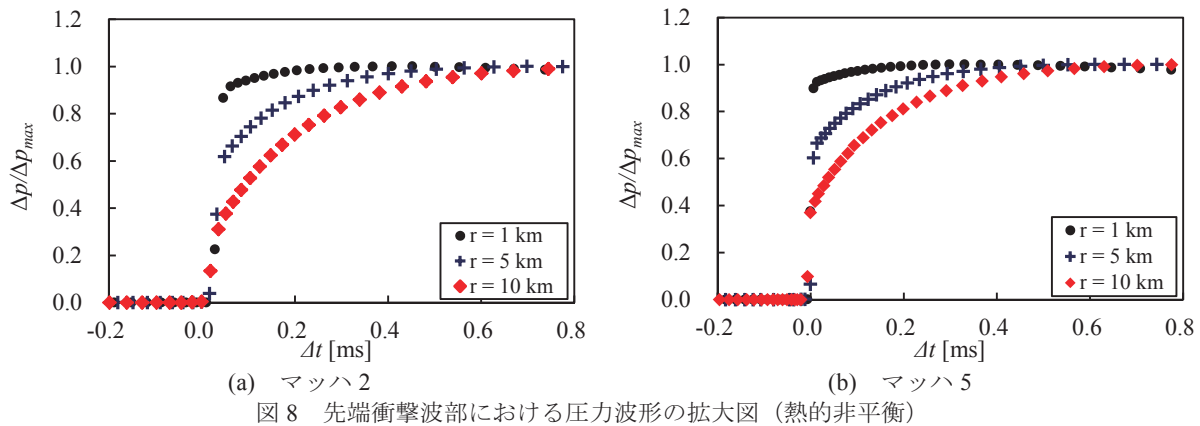 1.2
1.0
0.8
0.6
0.4
0.2
0.0
Δp/Δpmax
-0.2 0.0 0.2 0.4 0.6 0.8
Δt [ms]
r = 1 km
r = 5 km
r = 10 km
(a) マッハ 2
1.2
1.0
0.8
0.6
0.4
0.2
0.0
Δp/Δpmax
-0.2 0.0 0.2 0.4 0.6 0.8
Δt [ms]
r = 1 km
r = 5 km
r = 10 km
(b) マッハ 5
図 8 先端衝撃波部における圧力波形の拡大図（熱的非平衡）